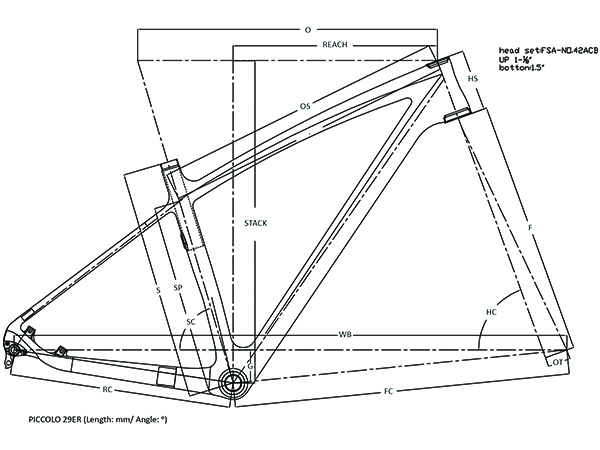 O
REACH
head set:FSA-NO.42ACB
UP 1-⅛"
botton:1.5"
HS
OS
STACK
F
S
SP
SC
HC
WB
G
OT
RC
FC
PICCOLO 29ER (Length: mm/ Angle: °)